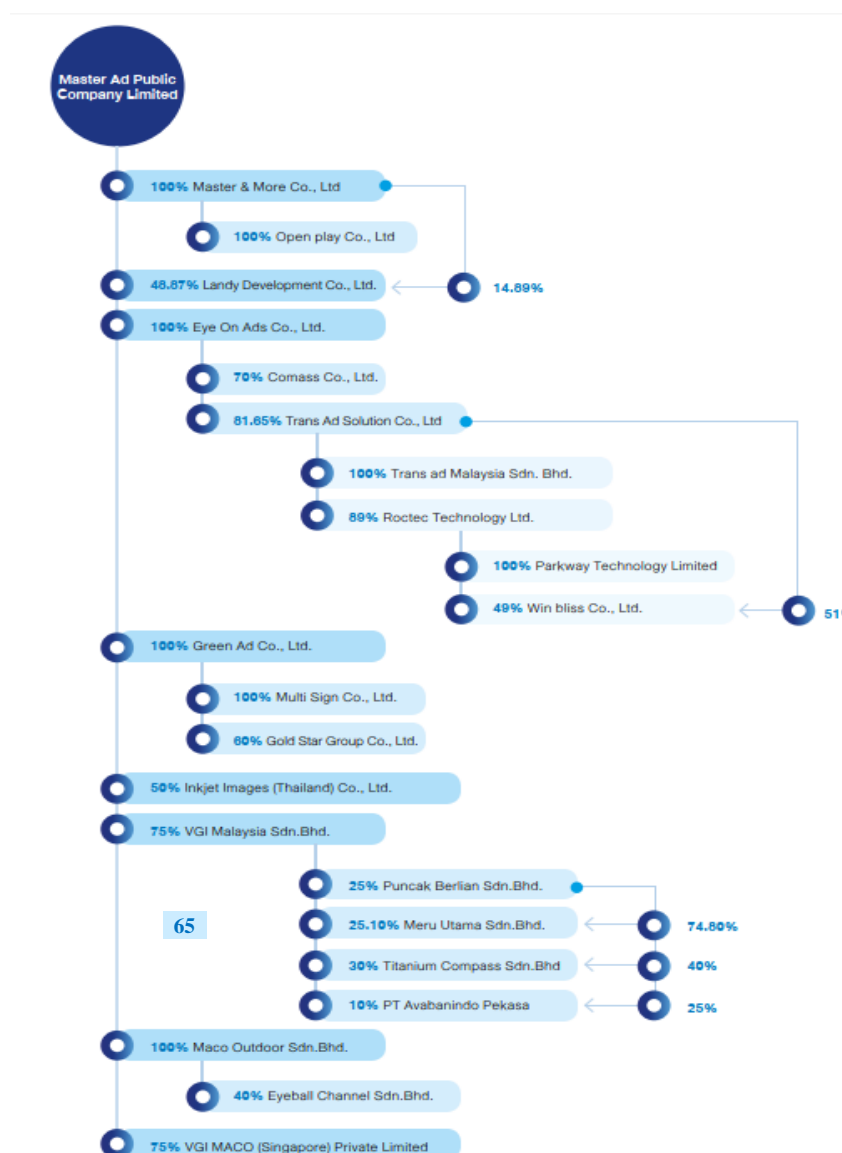 Master Ad Public
Company Limited
100% Master & More Co., Ltd
100% Open play Co., Ltd
48.87% Landy Development Co., Ltd.
14.89%
100% Eye On Ads Co., Ltd.
70% Comass Co., Ltd.
81.65% Trans Ad Solution Co., Ltd
100% Trans ad Malaysia Sdn. Bhd.
89% Roctec Technology Ltd.
100% Parkway Technology Limited
49% Win bliss Co., Ltd.
51
100% Green Ad Co., Ltd.
100% Multi Sign Co., Ltd.
60% Gold Star Group Co., Ltd.
50% Inkjet Images (Thailand) Co., Ltd.
75% VGI Malaysia Sdn.Bhd.
25% Puncak Berlian Sdn.Bhd.
65
25.10% Meru Utama Sdn.Bhd.
74.80%
30% Titanium Compass Sdn.Bhd
40%
10% PT Avabanindo Pekasa
25%
100% Maco Outdoor Sdn.Bhd.
40% Eyeball Channel Sdn.Bhd.
75% VGI MACO (Singapore) Private Limited